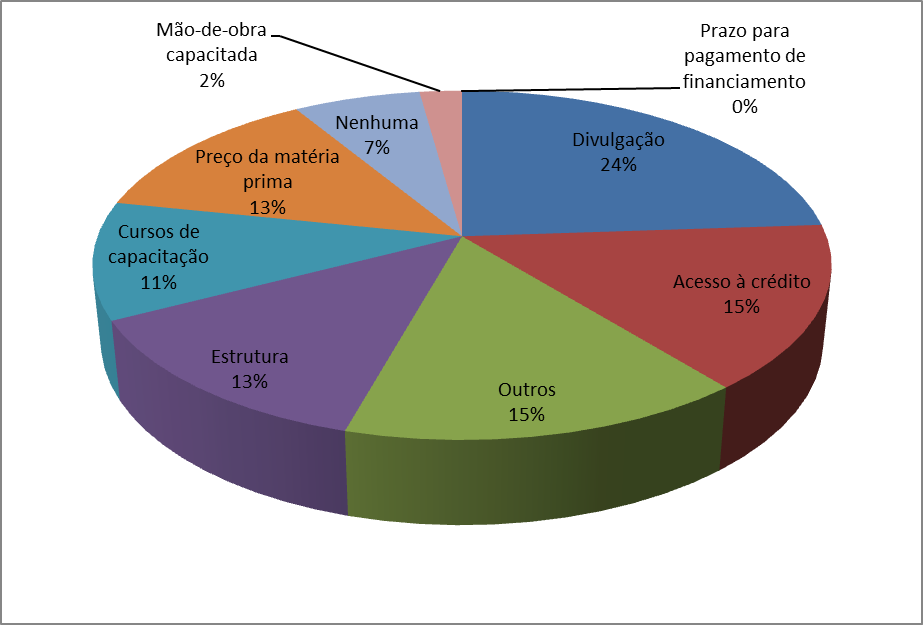 Mão-de-obra
capacitada
2%
Prazo para
pagamento de
financiamento
0%
Divulgação
24%
Acesso à crédito
15%
Outros
15%
Estrutura
13%
Cursos de
capacitação
11%
Preço da matéria
prima
13%
Nenhuma
7%